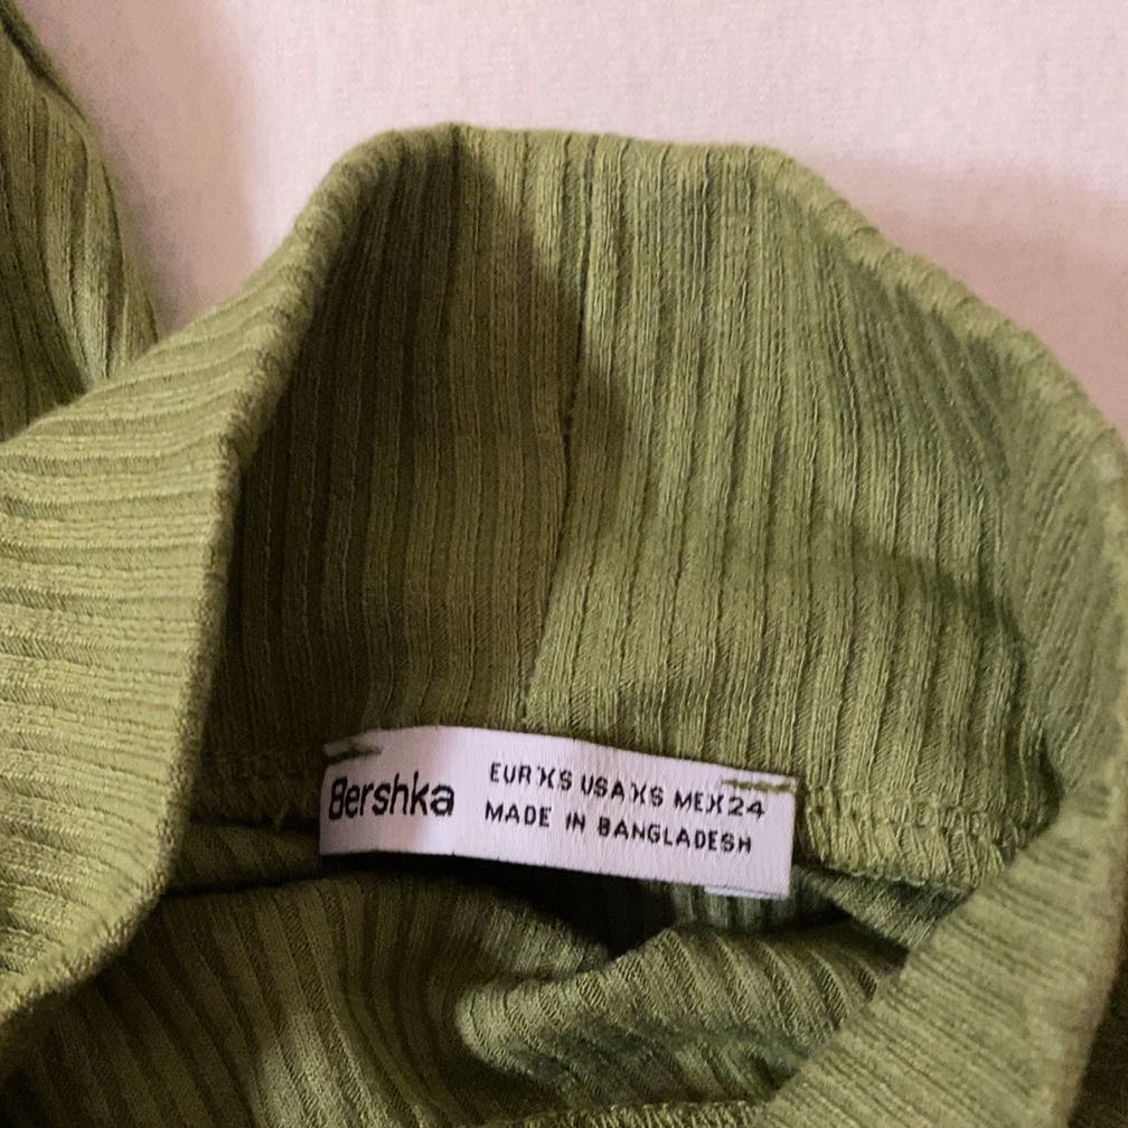 Bershka
EUR XS USA XS MEX 24
MADE IN BANGLADESH